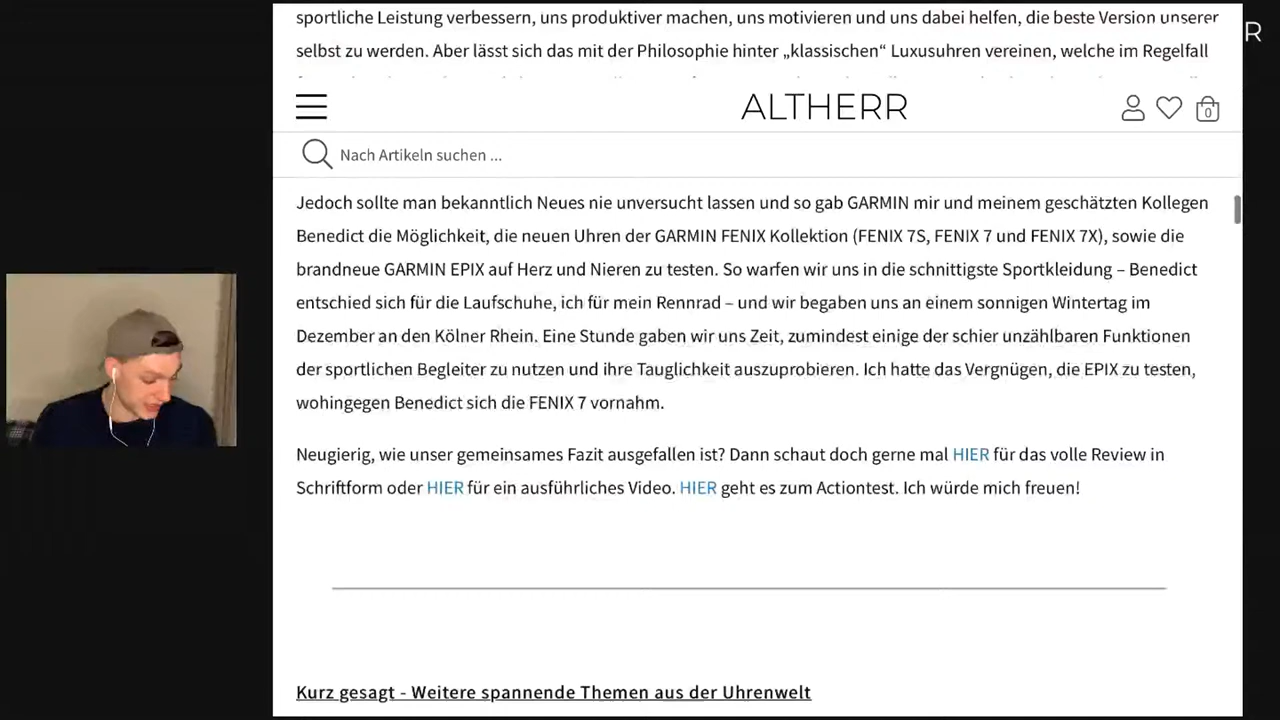 sportliche Leistung verbessern, uns produktiver machen, uns motivieren und uns dabei helfen, die beste Version unserer
selbst zu werden. Aber lässt sich das mit der Philosophie hinter „klassischen“ Luxusuhren vereinen, welche im Regelfall
R
ALTHERR
0
Nach Artikeln suchen ...
Jedoch sollte man bekanntlich Neues nie unversucht lassen und so gab GARMIN mir und meinem geschätzten Kollegen
Benedict die Möglichkeit, die neuen Uhren der GARMIN FENIX Kollektion (FENIX 7S, FENIX 7 und FENIX 7X), sowie die
brandneue GARMIN EPIX auf Herz und Nieren zu testen. So warfen wir uns in die schnittigste Sportkleidung – Benedict
entschied sich für die Laufschuhe, ich für mein Rennrad – und wir begaben uns an einem sonnigen Wintertag im
Dezember an den Kölner Rhein. Eine Stunde gaben wir uns Zeit, zumindest einige der schier unzählbaren Funktionen
der sportlichen Begleiter zu nutzen und ihre Tauglichkeit auszuprobieren. Ich hatte das Vergnügen, die EPIX zu testen,
wohingegen Benedict sich die FENIX 7 vornahm.
Neugierig, wie unser gemeinsames Fazit ausgefallen ist? Dann schaut doch gerne mal HIER für das volle Review in
Schriftform oder HIER für ein ausführliches Video. HIER geht es zum Actiontest. Ich würde mich freuen!
Kurz gesagt - Weitere spannende Themen aus der Uhrenwelt